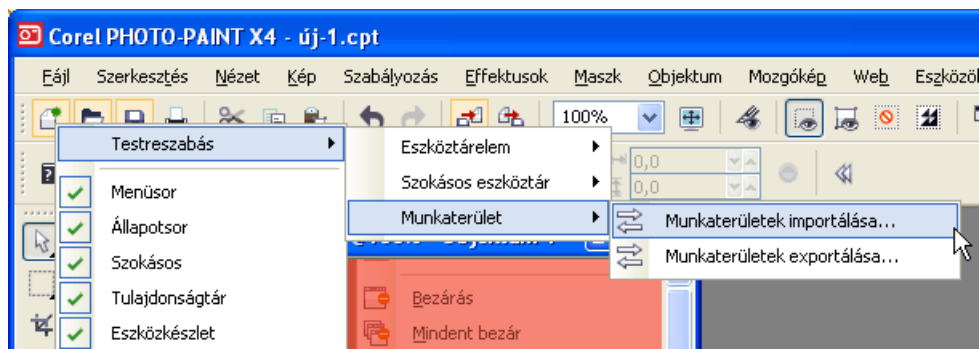 Corel PHOTO-PAINT X4 - új-1.cpt
Fájl Szerkesztés Nézet Kép Szabályozás Effektusok Maszk Objektum Mozgókép Web
100%
Testreszabás
Eszköztárelem
0,0
Szokásos eszköztár
0,0
Menüsor
Munkaterület
Munkaterületek importálása...
Állapotsor
Munkaterületek exportálása...
Szokásos
Tulajdonságtár
Bezárás
Eszközkészlet
Mindent bezár